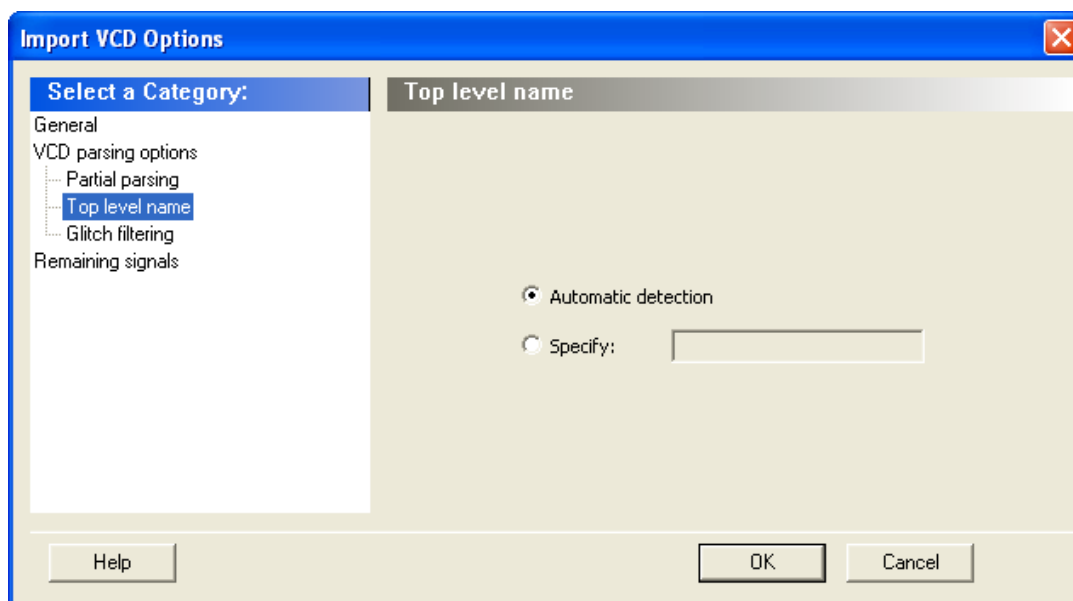 Import VCD Options
Select a Category:
General
VCD parsing options
Partial parsing
Top level name
Glitch filtering
Remaining signals
Top level name
Automatic detection
Specify:
Help
OK
Cancel